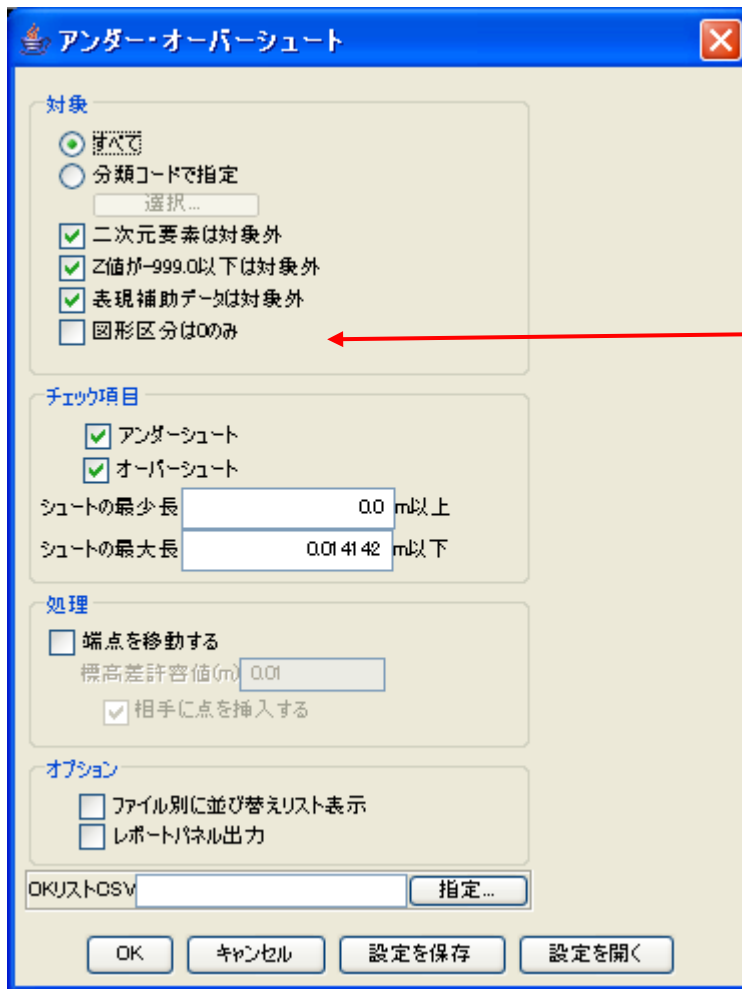 アンダー・オーバーシュート
対象
すべて
分類コードで指定
選択...
二次元要素は対象外
Z値が-999.0以下は対象外
表現補助データは対象外
図形区分は0のみ
チェック項目
アンダーシュート
オーバーシュート
シュートの最少長 0.0 m以上
シュートの最大長 0.014142 m以下
処理
端点を移動する
標高差許容値(m) 0.01
相手に点を挿入する
オプション
ファイル別に並び替えリスト表示
レポートパネル出力
OKリストCSV 指定...
OK キャンセル 設定を保存 設定を開く